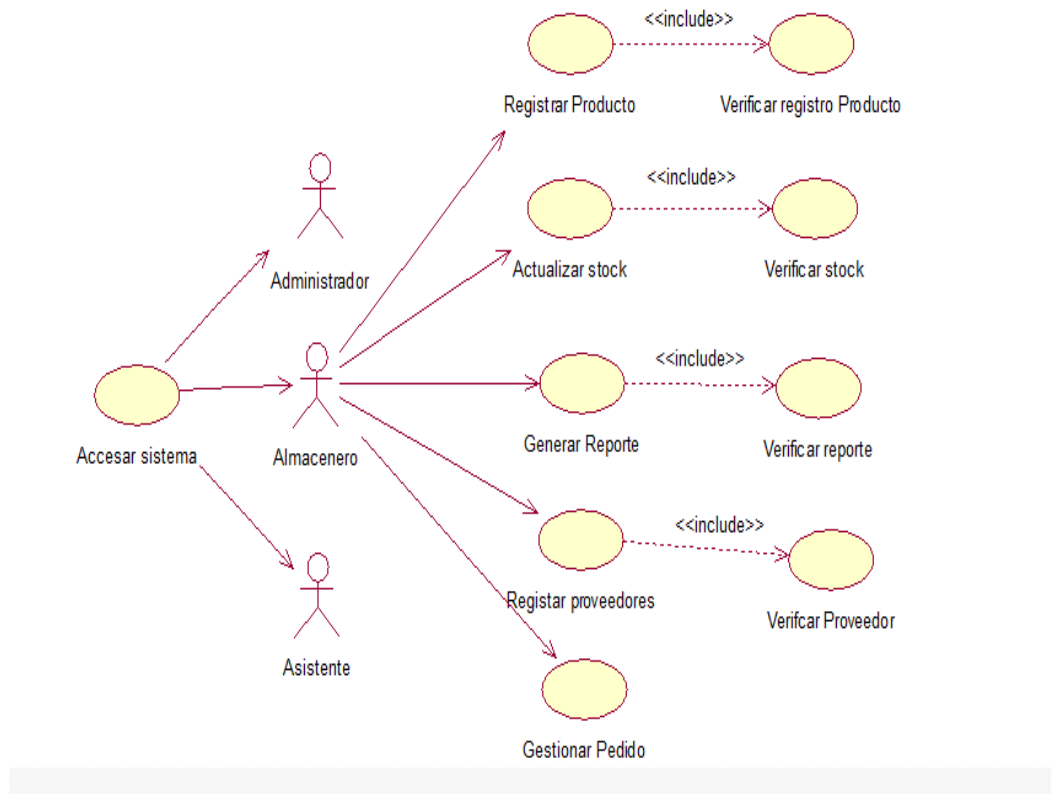 <<include>>
Registrar Producto
Verificar registro Producto
<<include>>
Administrador
Actualizar stock
Verificar stock
<<include>>
Accesar sistema
Almacenero
Generar Reporte
Verificar reporte
<<include>>
Registar proveedores
Verifcar Proveedor
Asistente
Gestionar Pedido